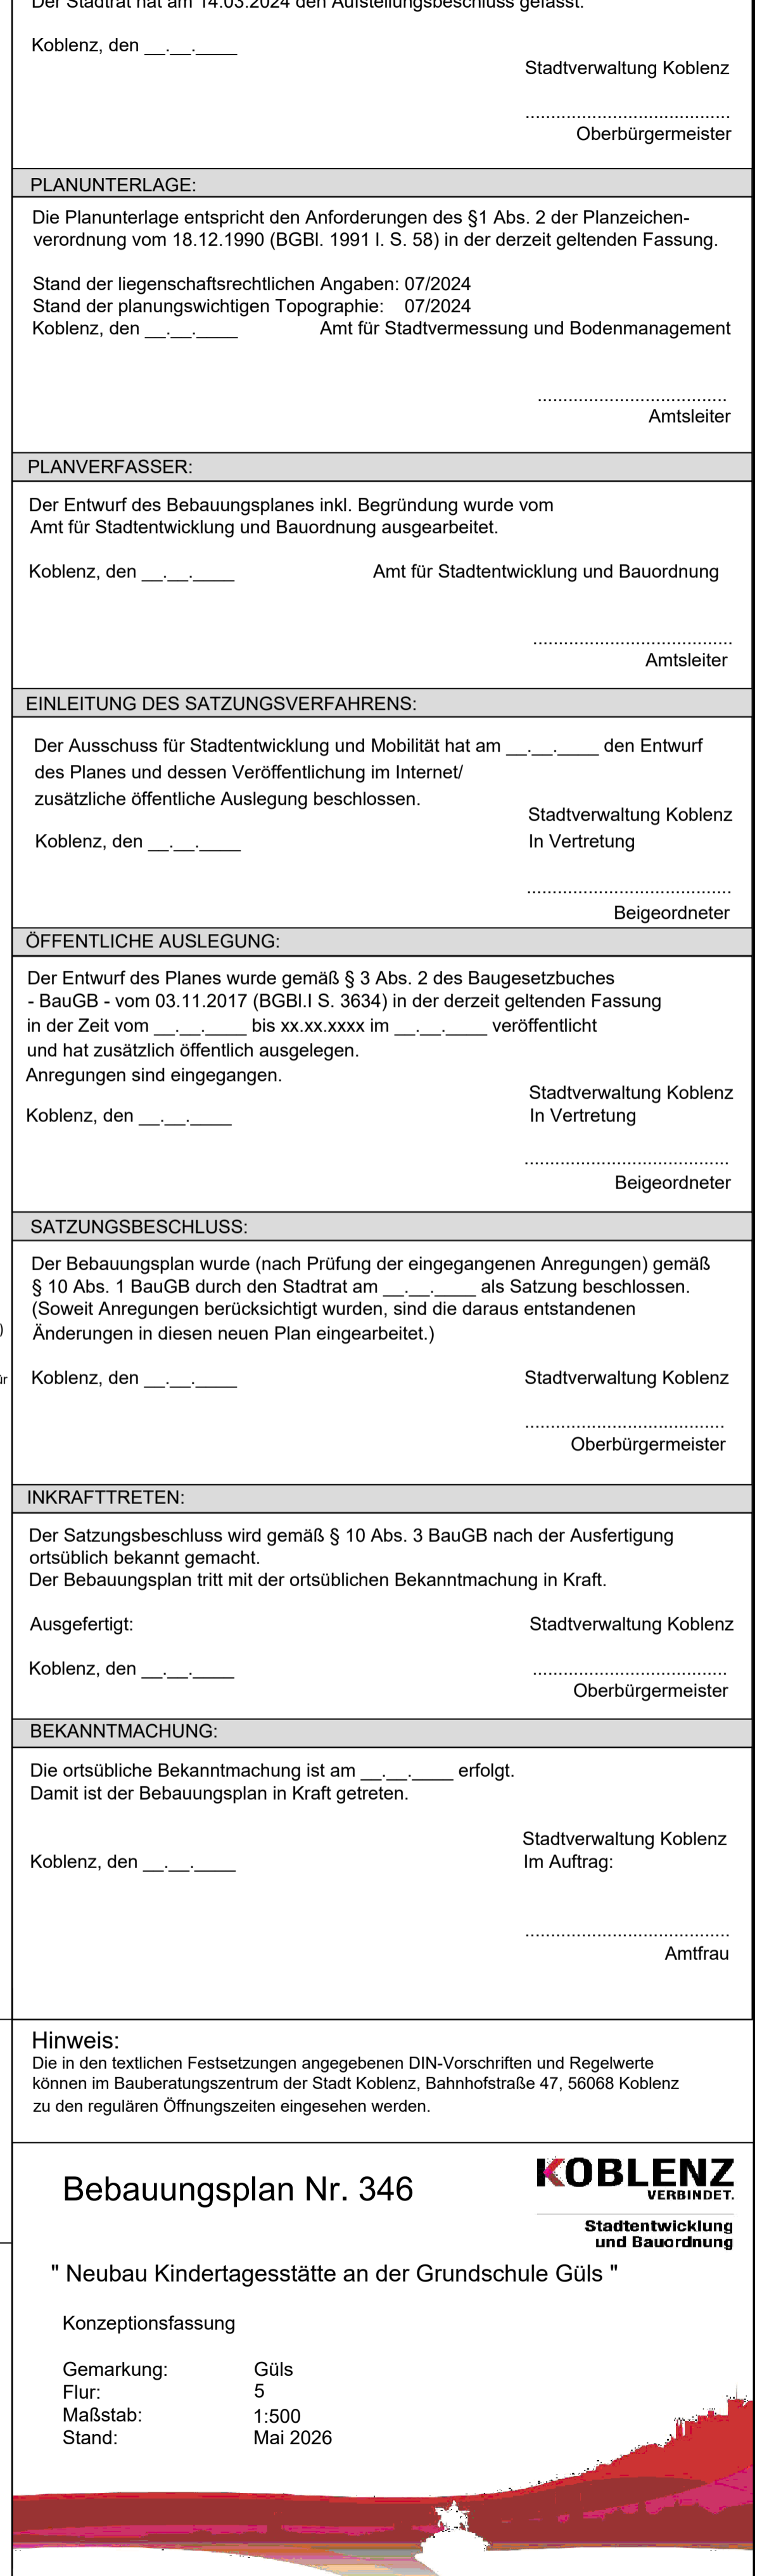 Der Stadtrat hat am 14.03.2024 den Aufstellungsbeschluss gefasst.
Koblenz, den __.__.____
Stadtverwaltung Koblenz
........................................
Oberbürgermeister
PLANUNTERLAGE:
Die Planunterlage entspricht den Anforderungen des §1 Abs. 2 der Planzeichen-
verordnung vom 18.12.1990 (BGBl. 1991 I. S. 58) in der derzeit geltenden Fassung.
Stand der liegenschaftsrechtlichen Angaben: 07/2024
Stand der planungswichtigen Topographie: 07/2024
Koblenz, den __.__.____ Amt für Stadtvermessung und Bodenmanagement
.....................................
Amtsleiter
PLANVERFASSER:
Der Entwurf des Bebauungsplanes inkl. Begründung wurde vom
Amt für Stadtentwicklung und Bauordnung ausgearbeitet.
Koblenz, den __.__.____ Amt für Stadtentwicklung und Bauordnung
.......................................
Amtsleiter
EINLEITUNG DES SATZUNGSVERFAHRENS:
Der Ausschuss für Stadtentwicklung und Mobilität hat am __.__.____ den Entwurf
des Planes und dessen Veröffentlichung im Internet/
zusätzliche öffentliche Auslegung beschlossen.
Stadtverwaltung Koblenz
Koblenz, den __.__.____ In Vertretung
........................................
Beigeordneter
ÖFFENTLICHE AUSLEGUNG:
Der Entwurf des Planes wurde gemäß § 3 Abs. 2 des Baugesetzbuches
- BauGB - vom 03.11.2017 (BGBl.I S. 3634) in der derzeit geltenden Fassung
in der Zeit vom __.__.____ bis xx.xx.xxxx im __.__.____ veröffentlicht
und hat zusätzlich öffentlich ausgelegen.
Anregungen sind eingegangen.
Stadtverwaltung Koblenz
Koblenz, den __.__.____ In Vertretung
........................................
Beigeordneter
SATZUNGSBESCHLUSS:
Der Bebauungsplan wurde (nach Prüfung der eingegangenen Anregungen) gemäß
§ 10 Abs. 1 BauGB durch den Stadtrat am __.__.____ als Satzung beschlossen.
(Soweit Anregungen berücksichtigt wurden, sind die daraus entstandenen
Änderungen in diesen neuen Plan eingearbeitet.)
Koblenz, den __.__.____ Stadtverwaltung Koblenz
.......................................
Oberbürgermeister
INKRAFTTRETEN:
Der Satzungsbeschluss wird gemäß § 10 Abs. 3 BauGB nach der Ausfertigung
ortsüblich bekannt gemacht.
Der Bebauungsplan tritt mit der ortsüblichen Bekanntmachung in Kraft.
Ausgefertigt: Stadtverwaltung Koblenz
Koblenz, den __.__.____ ......................................
Oberbürgermeister
BEKANNTMACHUNG:
Die ortsübliche Bekanntmachung ist am __.__.____ erfolgt.
Damit ist der Bebauungsplan in Kraft getreten.
Stadtverwaltung Koblenz
Koblenz, den __.__.____ Im Auftrag:
........................................
Amtfrau
Hinweis:
Die in den textlichen Festsetzungen angegebenen DIN-Vorschriften und Regelwerte
können im Bauberatungszentrum der Stadt Koblenz, Bahnhofstraße 47, 56068 Koblenz
zu den regulären Öffnungszeiten eingesehen werden.
Bebauungsplan Nr. 346
KOBLENZ
VERBINDET.
Stadtentwicklung
und Bauordnung
" Neubau Kindertagesstätte an der Grundschule Güls "
Konzeptionsfassung
Gemarkung: Güls
Flur: 5
Maßstab: 1:500
Stand: Mai 2026